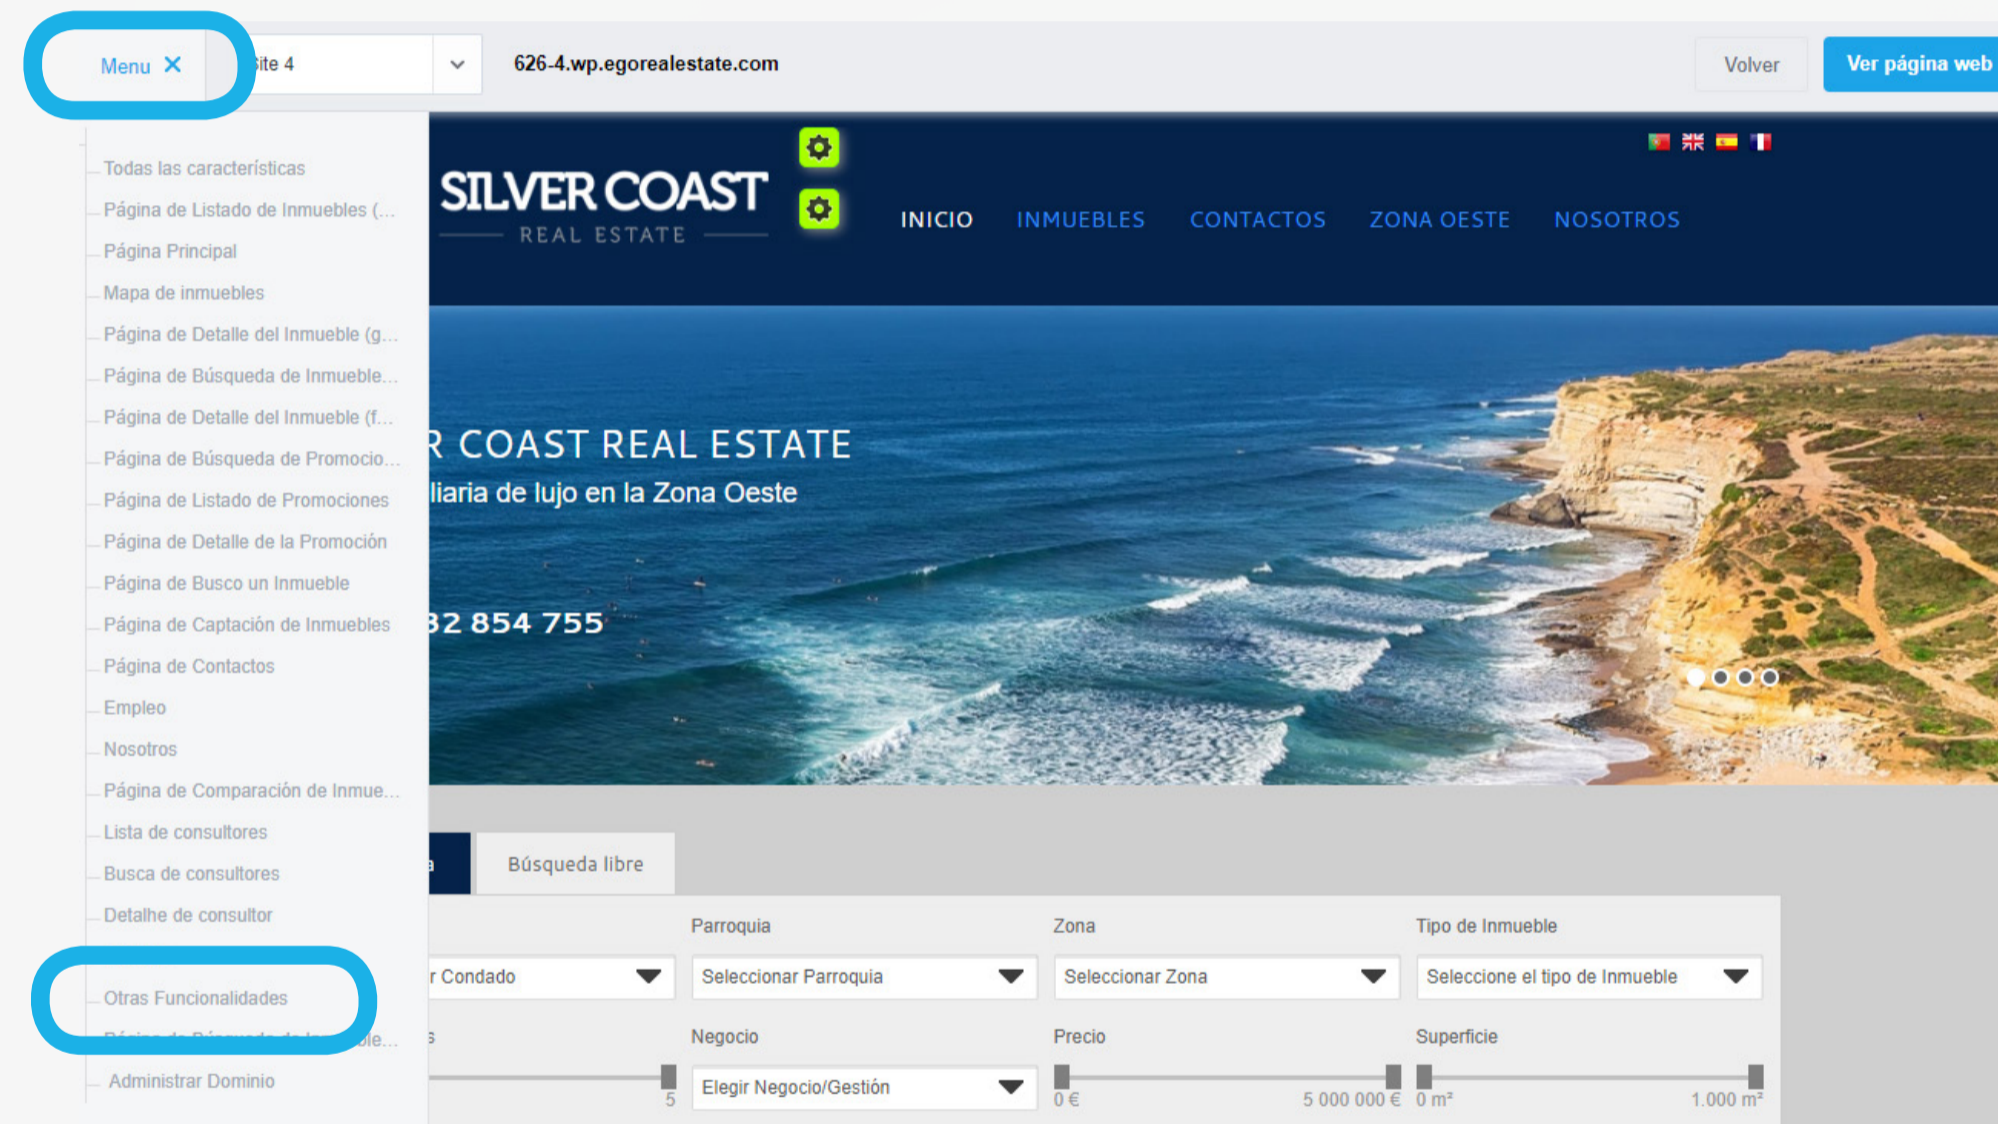 Menu
Site 4
626-4.wp.egorealestate.com
Volver
Ver página web
Todas las características
Página de Listado de Inmuebles (...
Página Principal
Mapa de inmuebles
Página de Detalle del Inmueble (g...
Página de Búsqueda de Inmueble...
Página de Detalle del Inmueble (f...
Página de Búsqueda de Promocio...
Página de Listado de Promociones
Página de Detalle de la Promoción
Página de Busco un Inmueble
Página de Captación de Inmuebles
Página de Contactos
Empleo
Nosotros
Página de Comparación de Inmue...
Lista de consultores
Busca de consultores
Detalhe de consultor
Otras Funcionalidades
Página de Búsqueda de Inmueble...
Administrar Dominio
SILVER COAST
REAL ESTATE
INICIO
INMUEBLES
CONTACTOS
ZONA OESTE
NOSOTROS
R COAST REAL ESTATE
liaria de lujo en la Zona Oeste
32 854 755
a
Búsqueda libre
Parroquia
Zona
Tipo de Inmueble
r Condado
Seleccionar Parroquia
Seleccionar Zona
Seleccione el tipo de Inmueble
s
Negocio
Precio
Superficie
5
Elegir Negocio/Gestión
0 €
5 000 000 €
0 m²
1.000 m²